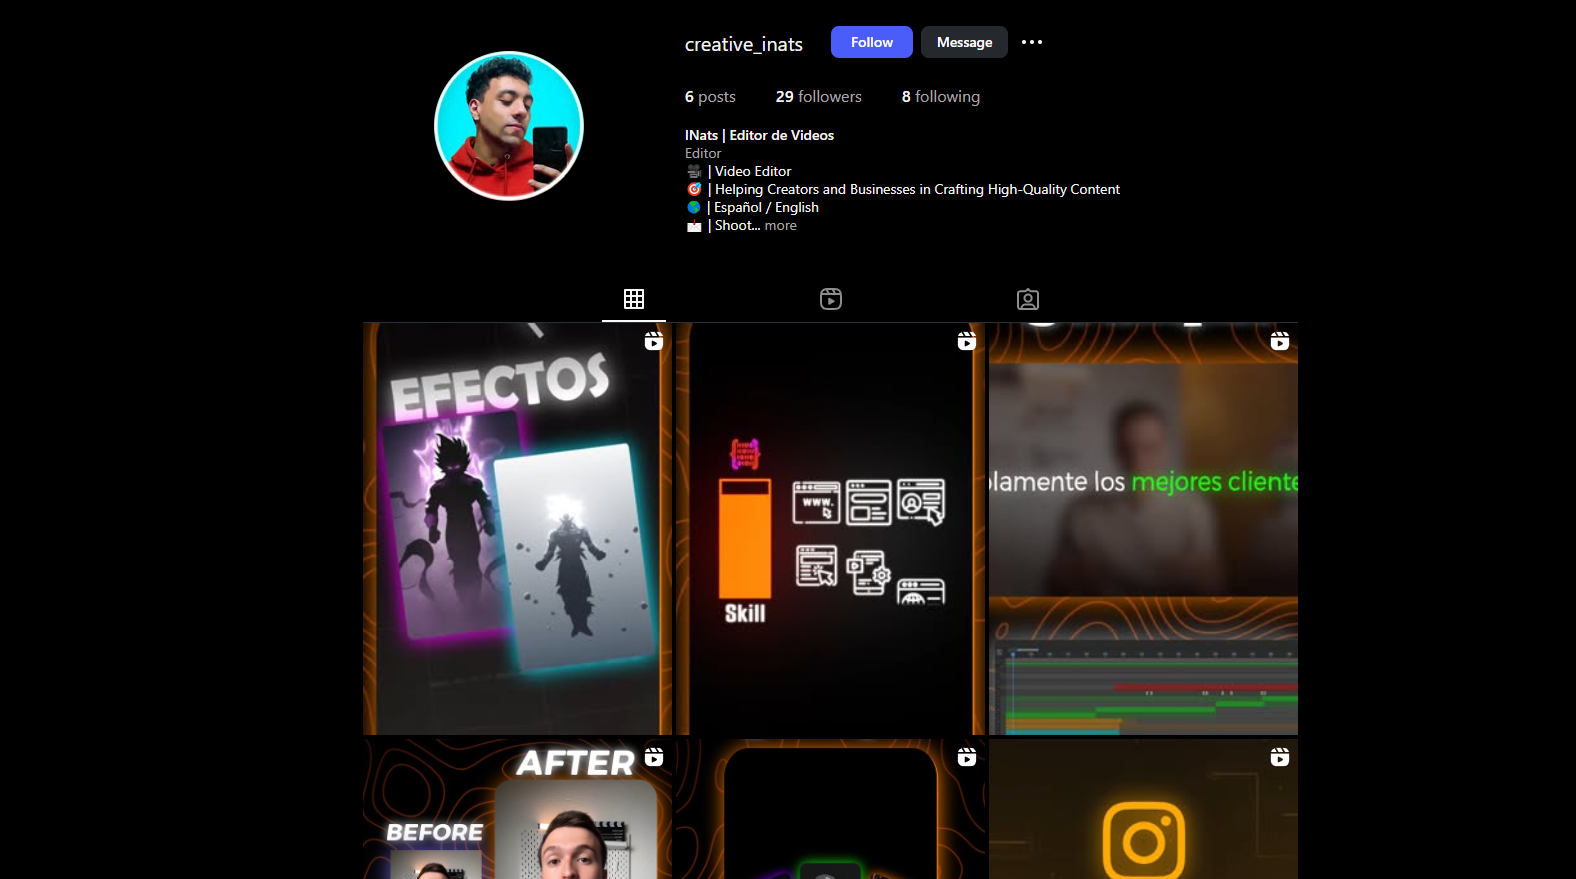 creative_inats
Follow
Message
6 posts
29 followers
8 following
INats | Editor de Videos
Editor
| Video Editor
| Helping Creators and Businesses in Crafting High-Quality Content
| Español / English
| Shoot... more
EFECTOS
WWW.
Skill
lamente los mejores cliente
AFTER
BEFORE